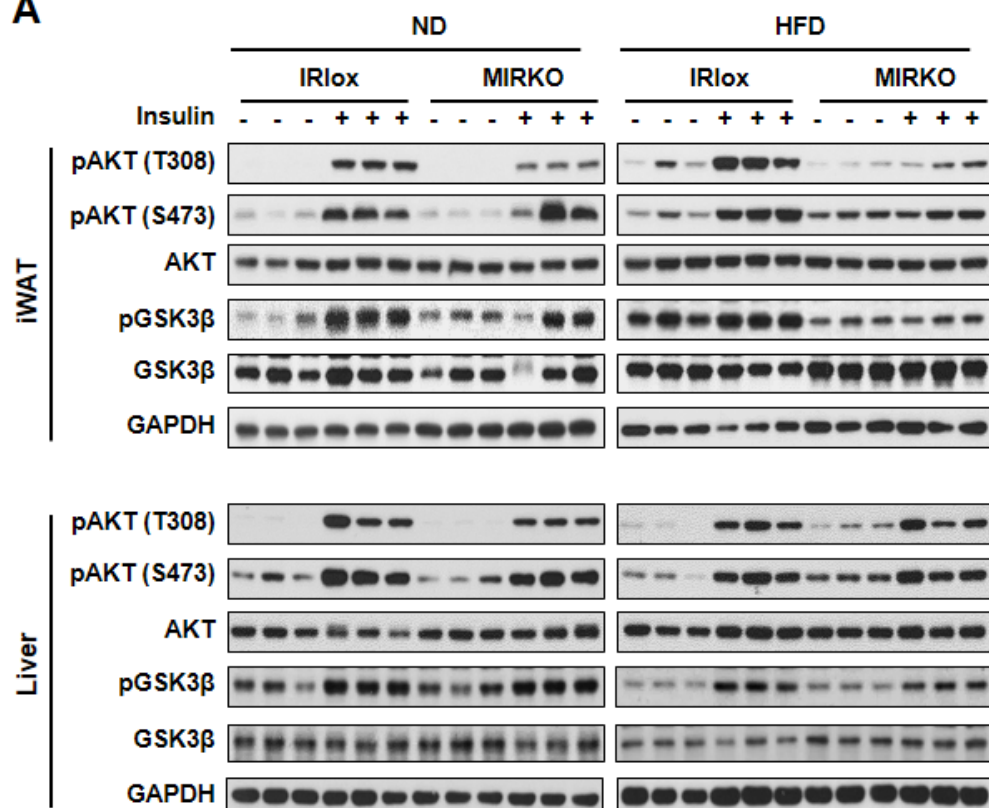 A
ND HFD
IRlox MIRKO IRlox MIRKO
Insulin - - - + + + - - - + + + - - - + + + - - - + + +
pAKT (T308)
pAKT (S473)
AKT
pGSK3β
GSK3β
GAPDH
iWAT
pAKT (T308)
pAKT (S473)
AKT
pGSK3β
GSK3β
GAPDH
Liver